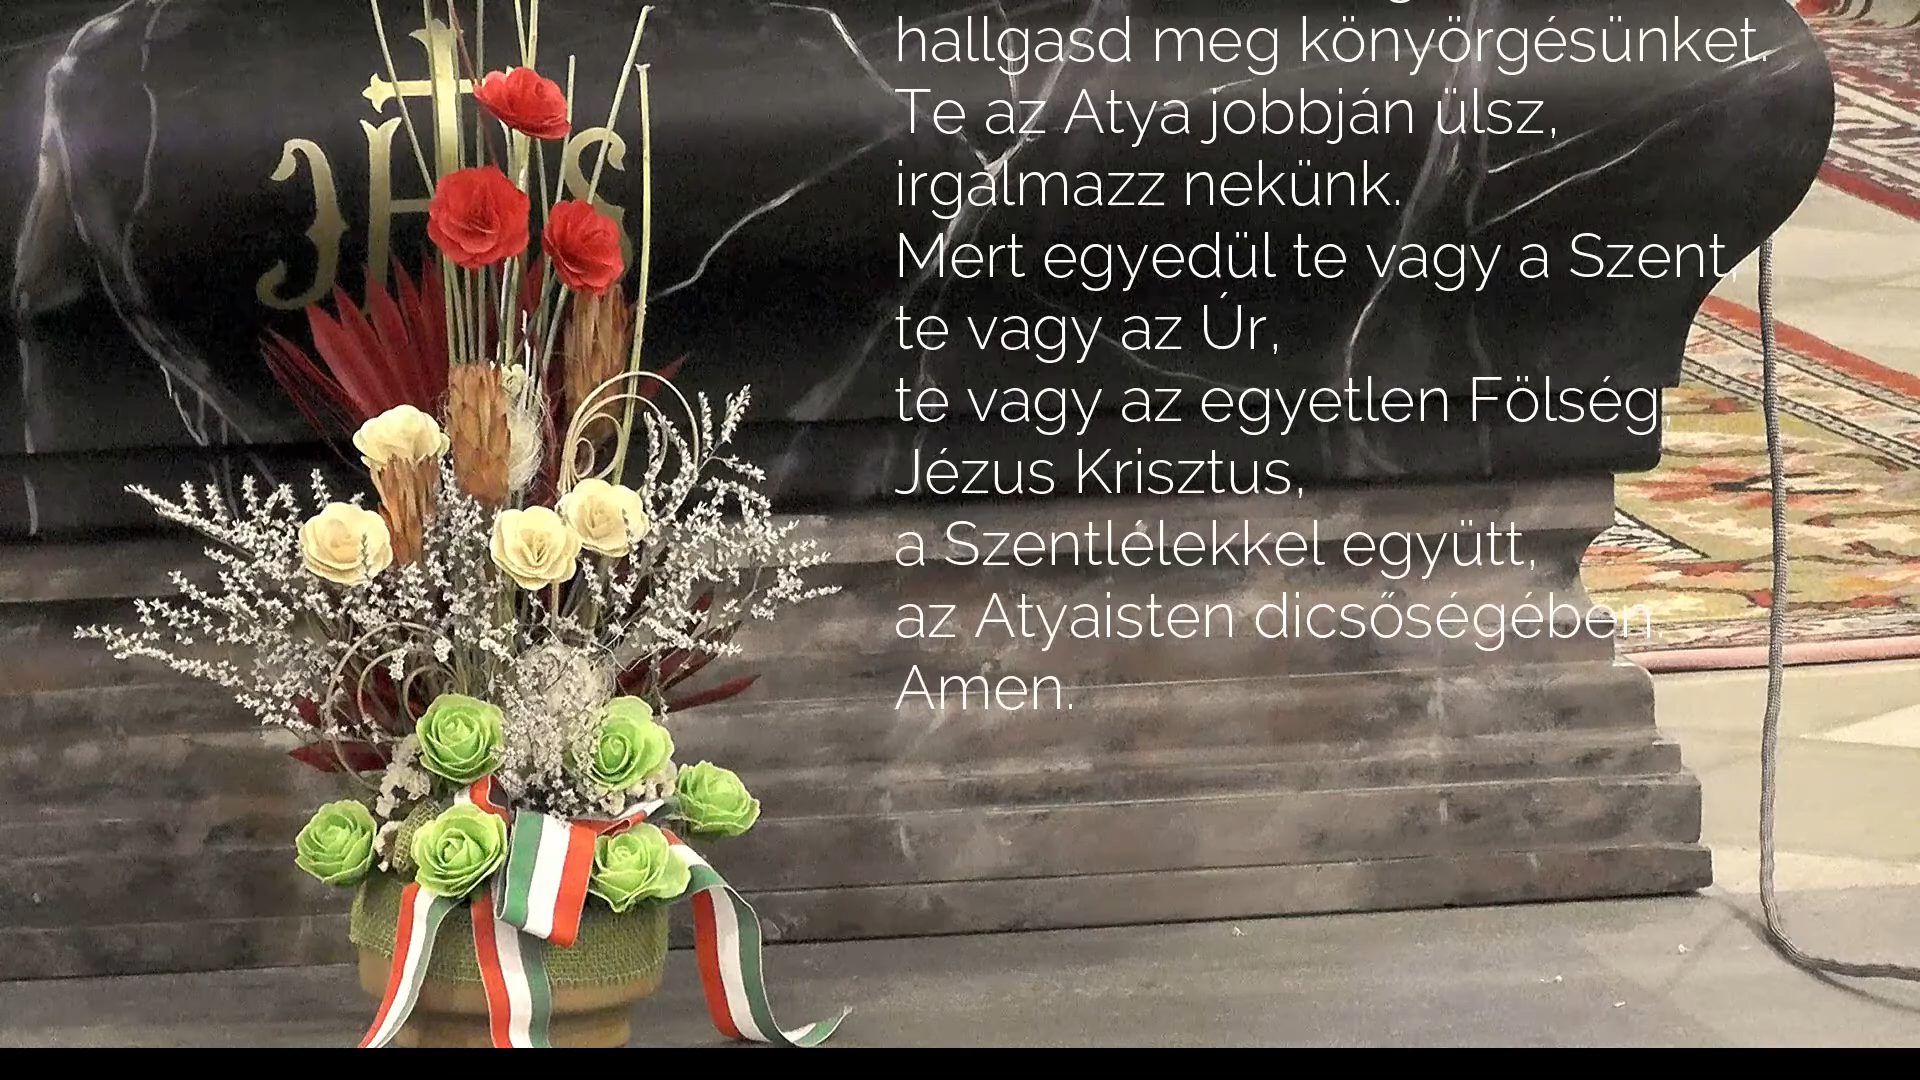 hallgasd meg könyörgésünket.
Te az Atya jobbján ülsz,
irgalmazz nekünk.
Mert egyedül te vagy a Szent,
te vagy az Úr,
te vagy az egyetlen Fölség,
Jézus Krisztus,
a Szentlélekkel együtt,
az Atyaisten dicsőségében.
Amen.
IHS